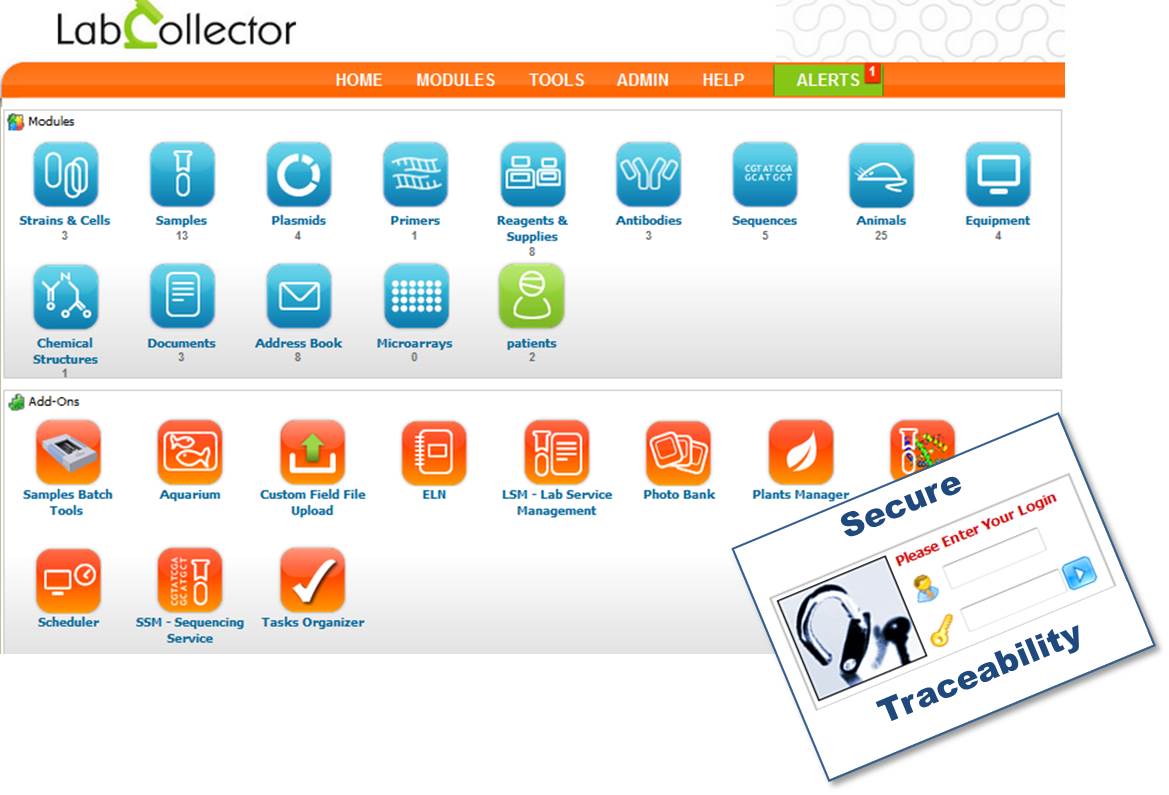 LabCollector
HOME MODULES TOOLS ADMIN HELP ALERTS 1
Modules
CGTATCGA
GCATGCT
Strains & Cells
3
Samples
13
Plasmids
4
Primers
1
Reagents &
Supplies
8
Antibodies
3
Sequences
5
Animals
25
Equipment
4
N
Chemical
Structures
1
Documents
3
Address Book
8
Microarrays
0
patients
2
Add-Ons
Samples Batch
Tools
Aquarium
Custom Field File
Upload
ELN
LSM - Lab Service
Management
Photo Bank
Plants Manager
Scheduler
CGTATCGA
GCATGCT
SSM - Sequencing
Service
Tasks Organizer
Secure
Please Enter Your Login
Traceability